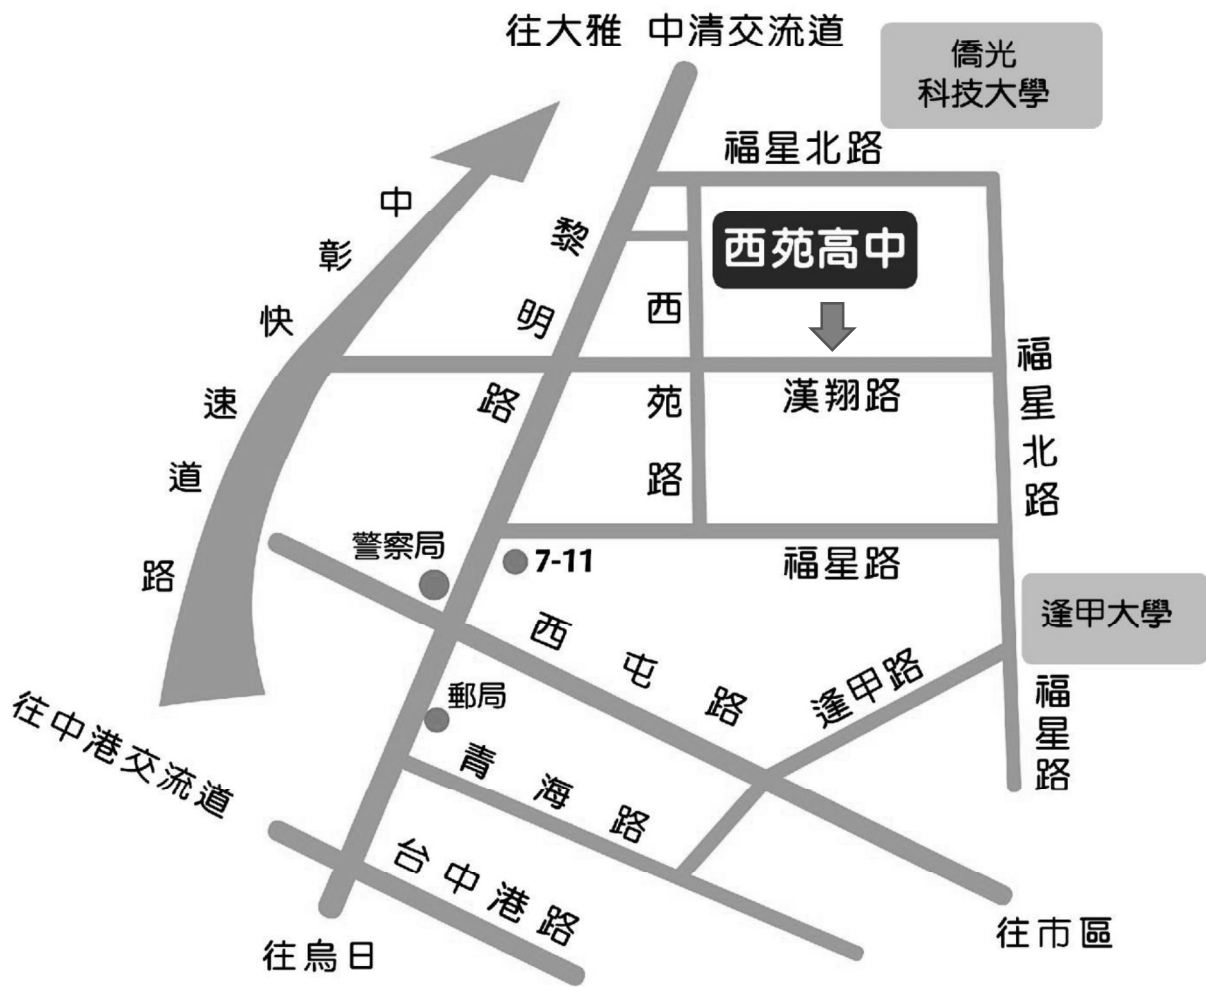 往大雅 中清交流道
僑光
科技大學
福星北路
中彰快速道路
黎明路
西苑高中
西苑路
漢翔路
福星北路
警察局
7-11
福星路
逢甲大學
西屯路
逢甲路
福星路
郵局
往中港交流道
青海路
台中港路
往烏日
往市區